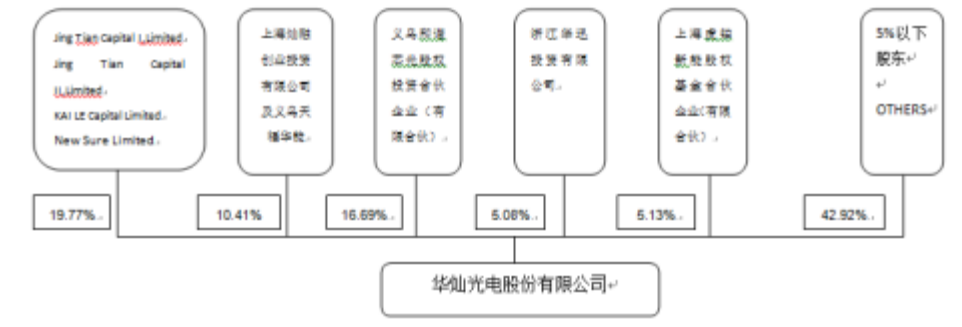 Jing Tian Capital I,Limited
Jing Tian Capital
II,Limited
KAI LE Capital Limited.
New Sure Limited
上海灿融
创业投资
有限公司
及义乌天
福华能
义乌和谐
芯光股权
投资合伙
企业（有
限合伙）
浙江华迅
投资有限
公司
上海虎铂
新能股权
基金合伙
企业(有限
合伙)
5%以下
股东
OTHERS
19.77%
10.41%
16.69%
5.08%
5.13%
42.92%
华灿光电股份有限公司